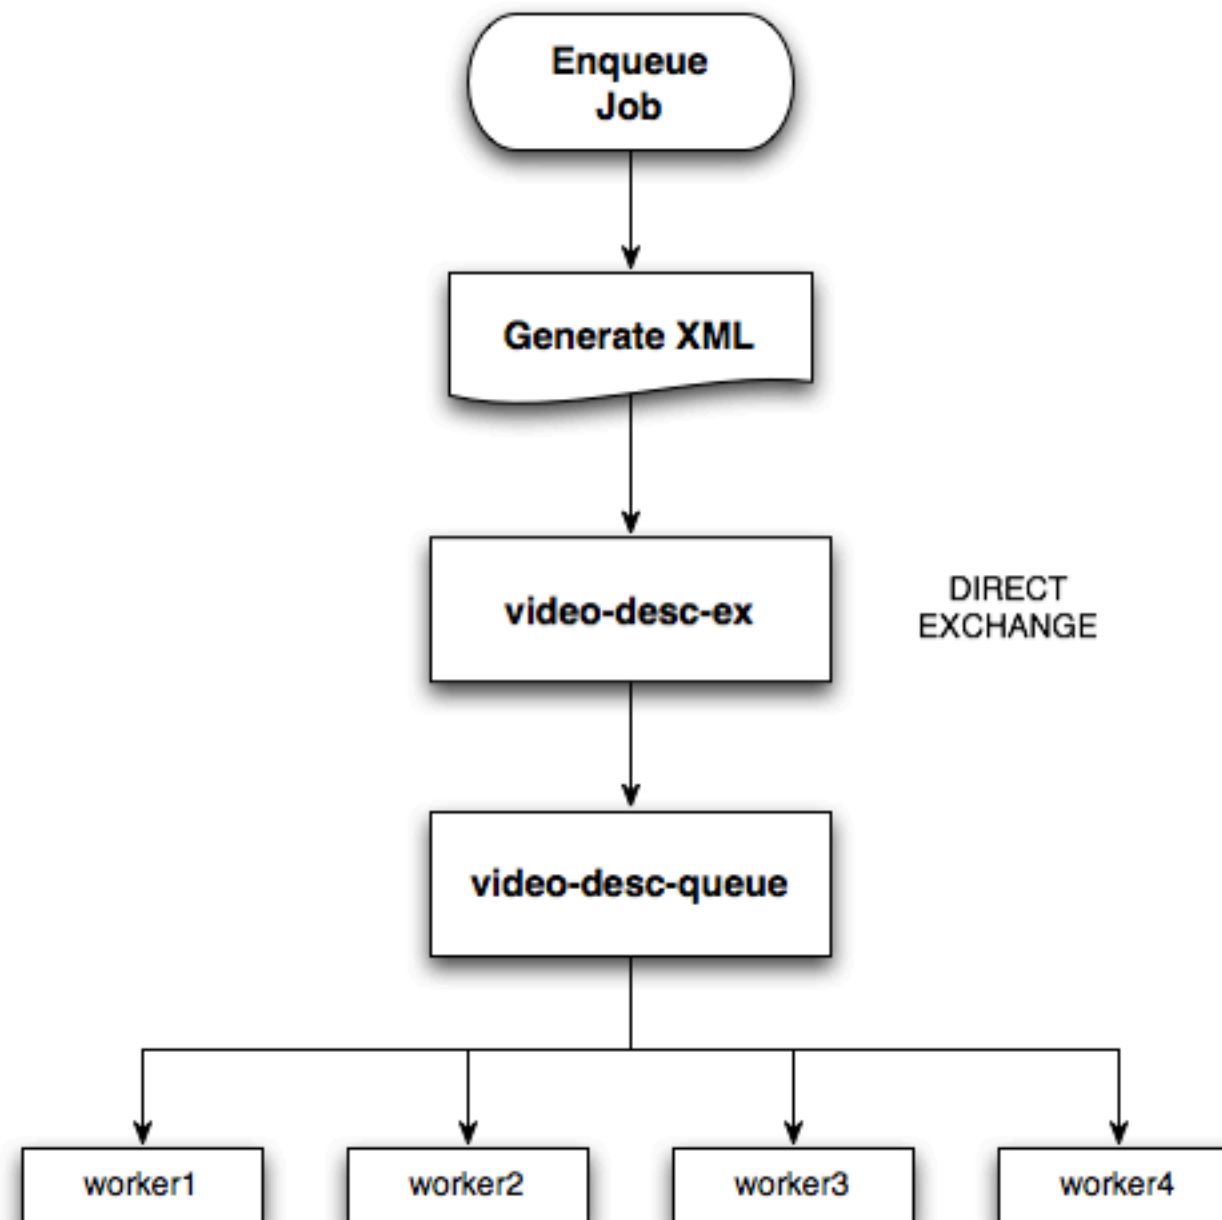 Enqueue
Job
Generate XML
video-desc-ex
DIRECT
EXCHANGE
video-desc-queue
worker1
worker2
worker3
worker4